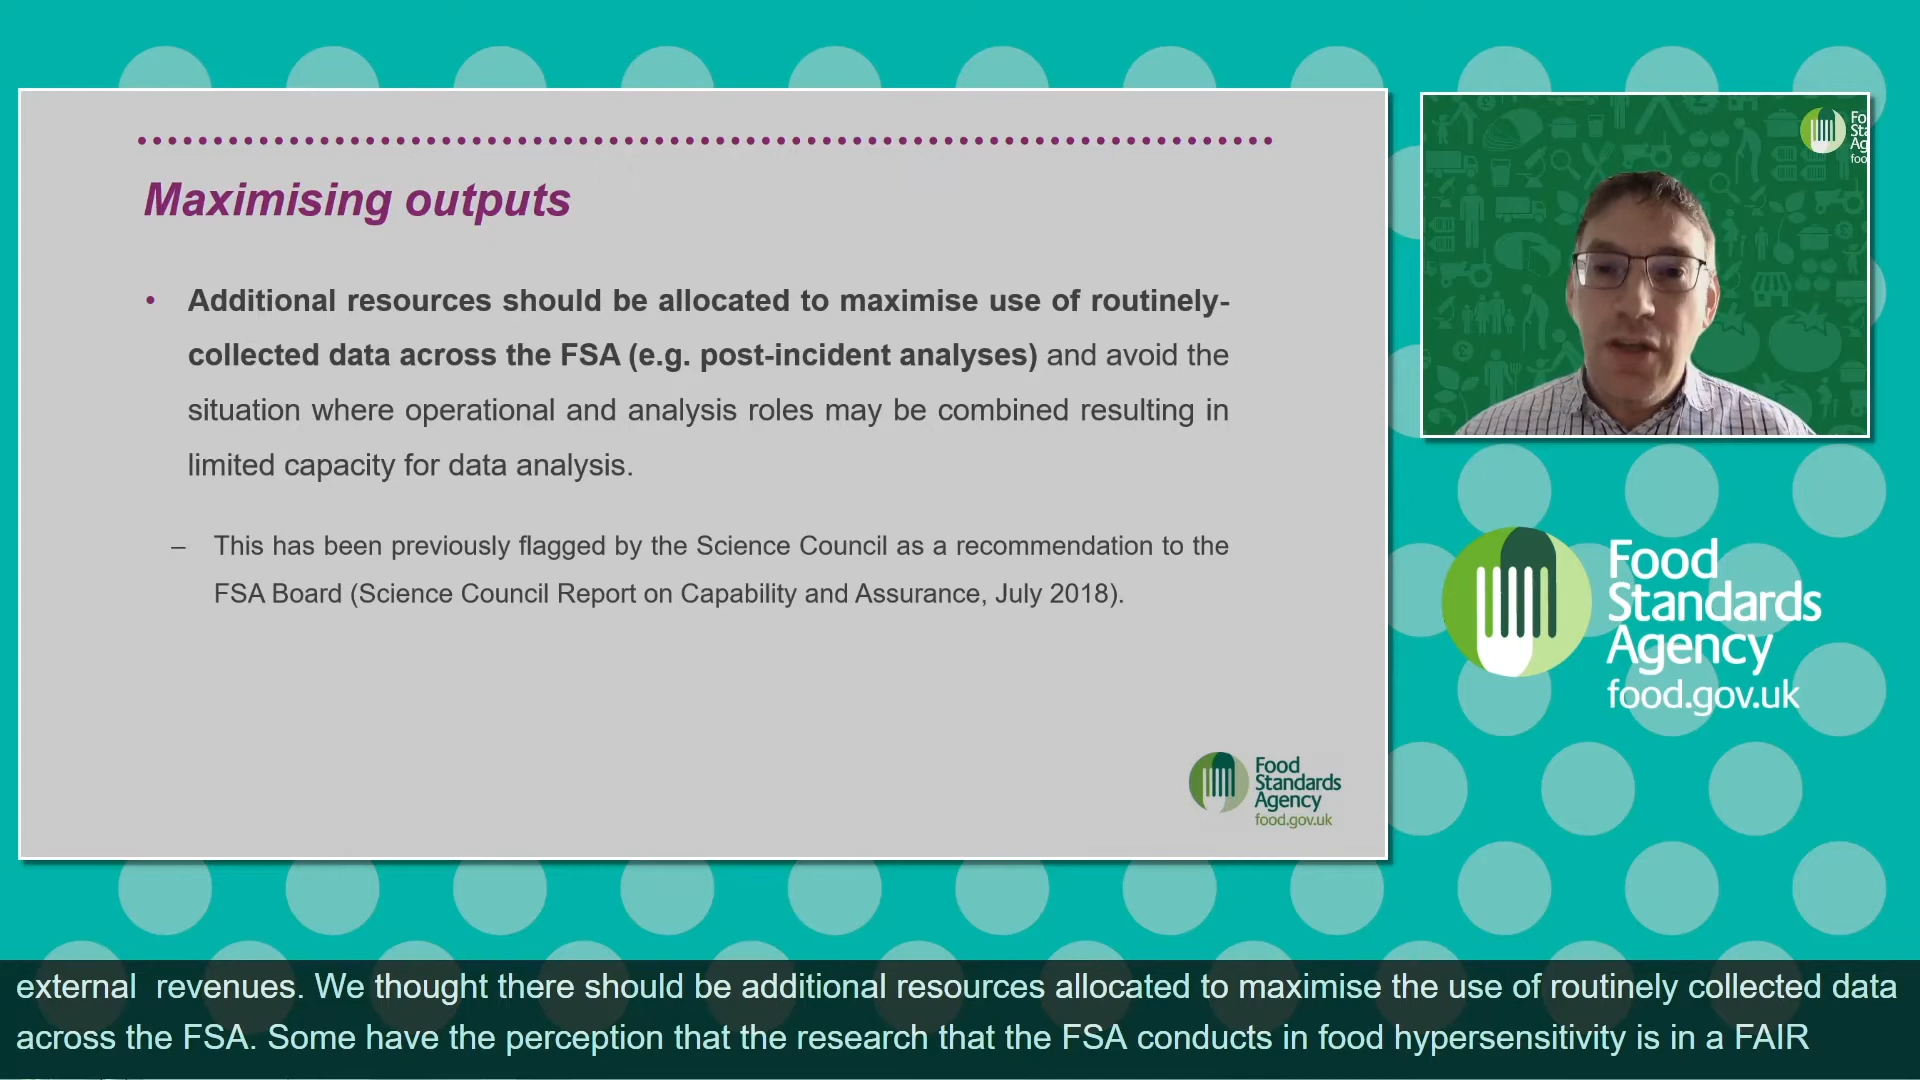 Maximising outputs
• Additional resources should be allocated to maximise use of routinely-
collected data across the FSA (e.g. post-incident analyses) and avoid the
situation where operational and analysis roles may be combined resulting in
limited capacity for data analysis.
– This has been previously flagged by the Science Council as a recommendation to the
FSA Board (Science Council Report on Capability and Assurance, July 2018).
Food
Standards
Agency
food.gov.uk
Fo
Sta
Ag
foo
Food
Standards
Agency
food.gov.uk
external revenues. We thought there should be additional resources allocated to maximise the use of routinely collected data
across the FSA. Some have the perception that the research that the FSA conducts in food hypersensitivity is in a FAIR